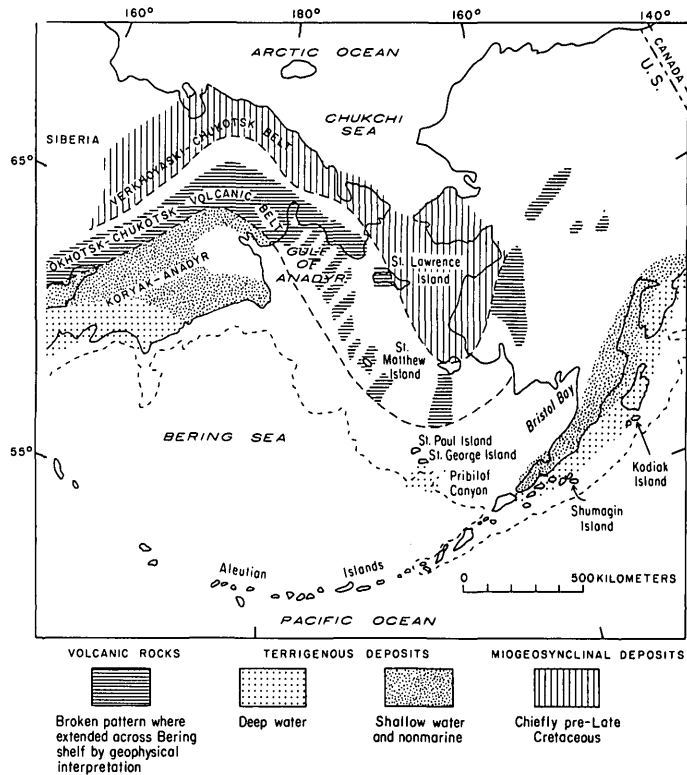 160° 180° 160° 140°
ARCTIC OCEAN
CANADA
U. S.
CHUKCHI
SEA
SIBERIA
65°
VERKHOYASKI-CHUKOTSK BELT
OKHOTSK-CHUKOTSK VOLCANIC BELT
KORYAK-ANADYR
GULF
OF
ANADYR
St. Lawrence
Island
St.
Matthew
Island
Bristol Bay
BERING SEA
55°
St. Paul Island
St. George Island
Pribilof
Canyon
Kodiak
Island
Shumagin
Island
Aleutian Islands
0 500 KILOMETERS
PACIFIC OCEAN
VOLCANIC ROCKS TERRIGENOUS DEPOSITS MIOGEOSYNCLINAL DEPOSITS
Broken pattern where
extended across Bering
shelf by geophysical
interpretation
Deep water
Shallow water
and nonmarine
Chiefly pre-Late
Cretaceous